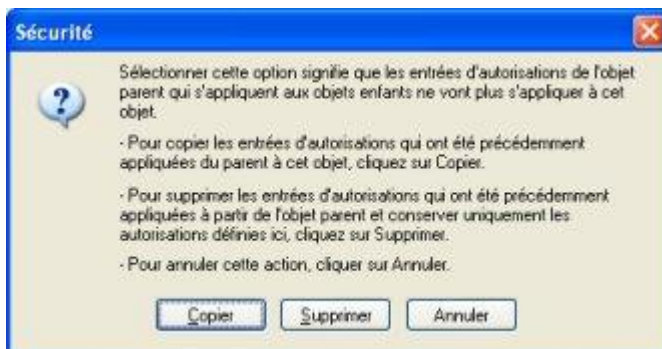 Sécurité
Sélectionner cette option signifie que les entrées d'autorisations de l'objet
parent qui s'appliquent aux objets enfants ne vont plus s'appliquer à cet
objet.
- Pour copier les entrées d'autorisations qui ont été précédemment
appliquées du parent à cet objet, cliquez sur Copier.
- Pour supprimer les entrées d'autorisations qui ont été précédemment
appliquées à partir de l'objet parent et conserver uniquement les
autorisations définies ici, cliquez sur Supprimer.
- Pour annuler cette action, cliquer sur Annuler.
Copier Supprimer Annuler